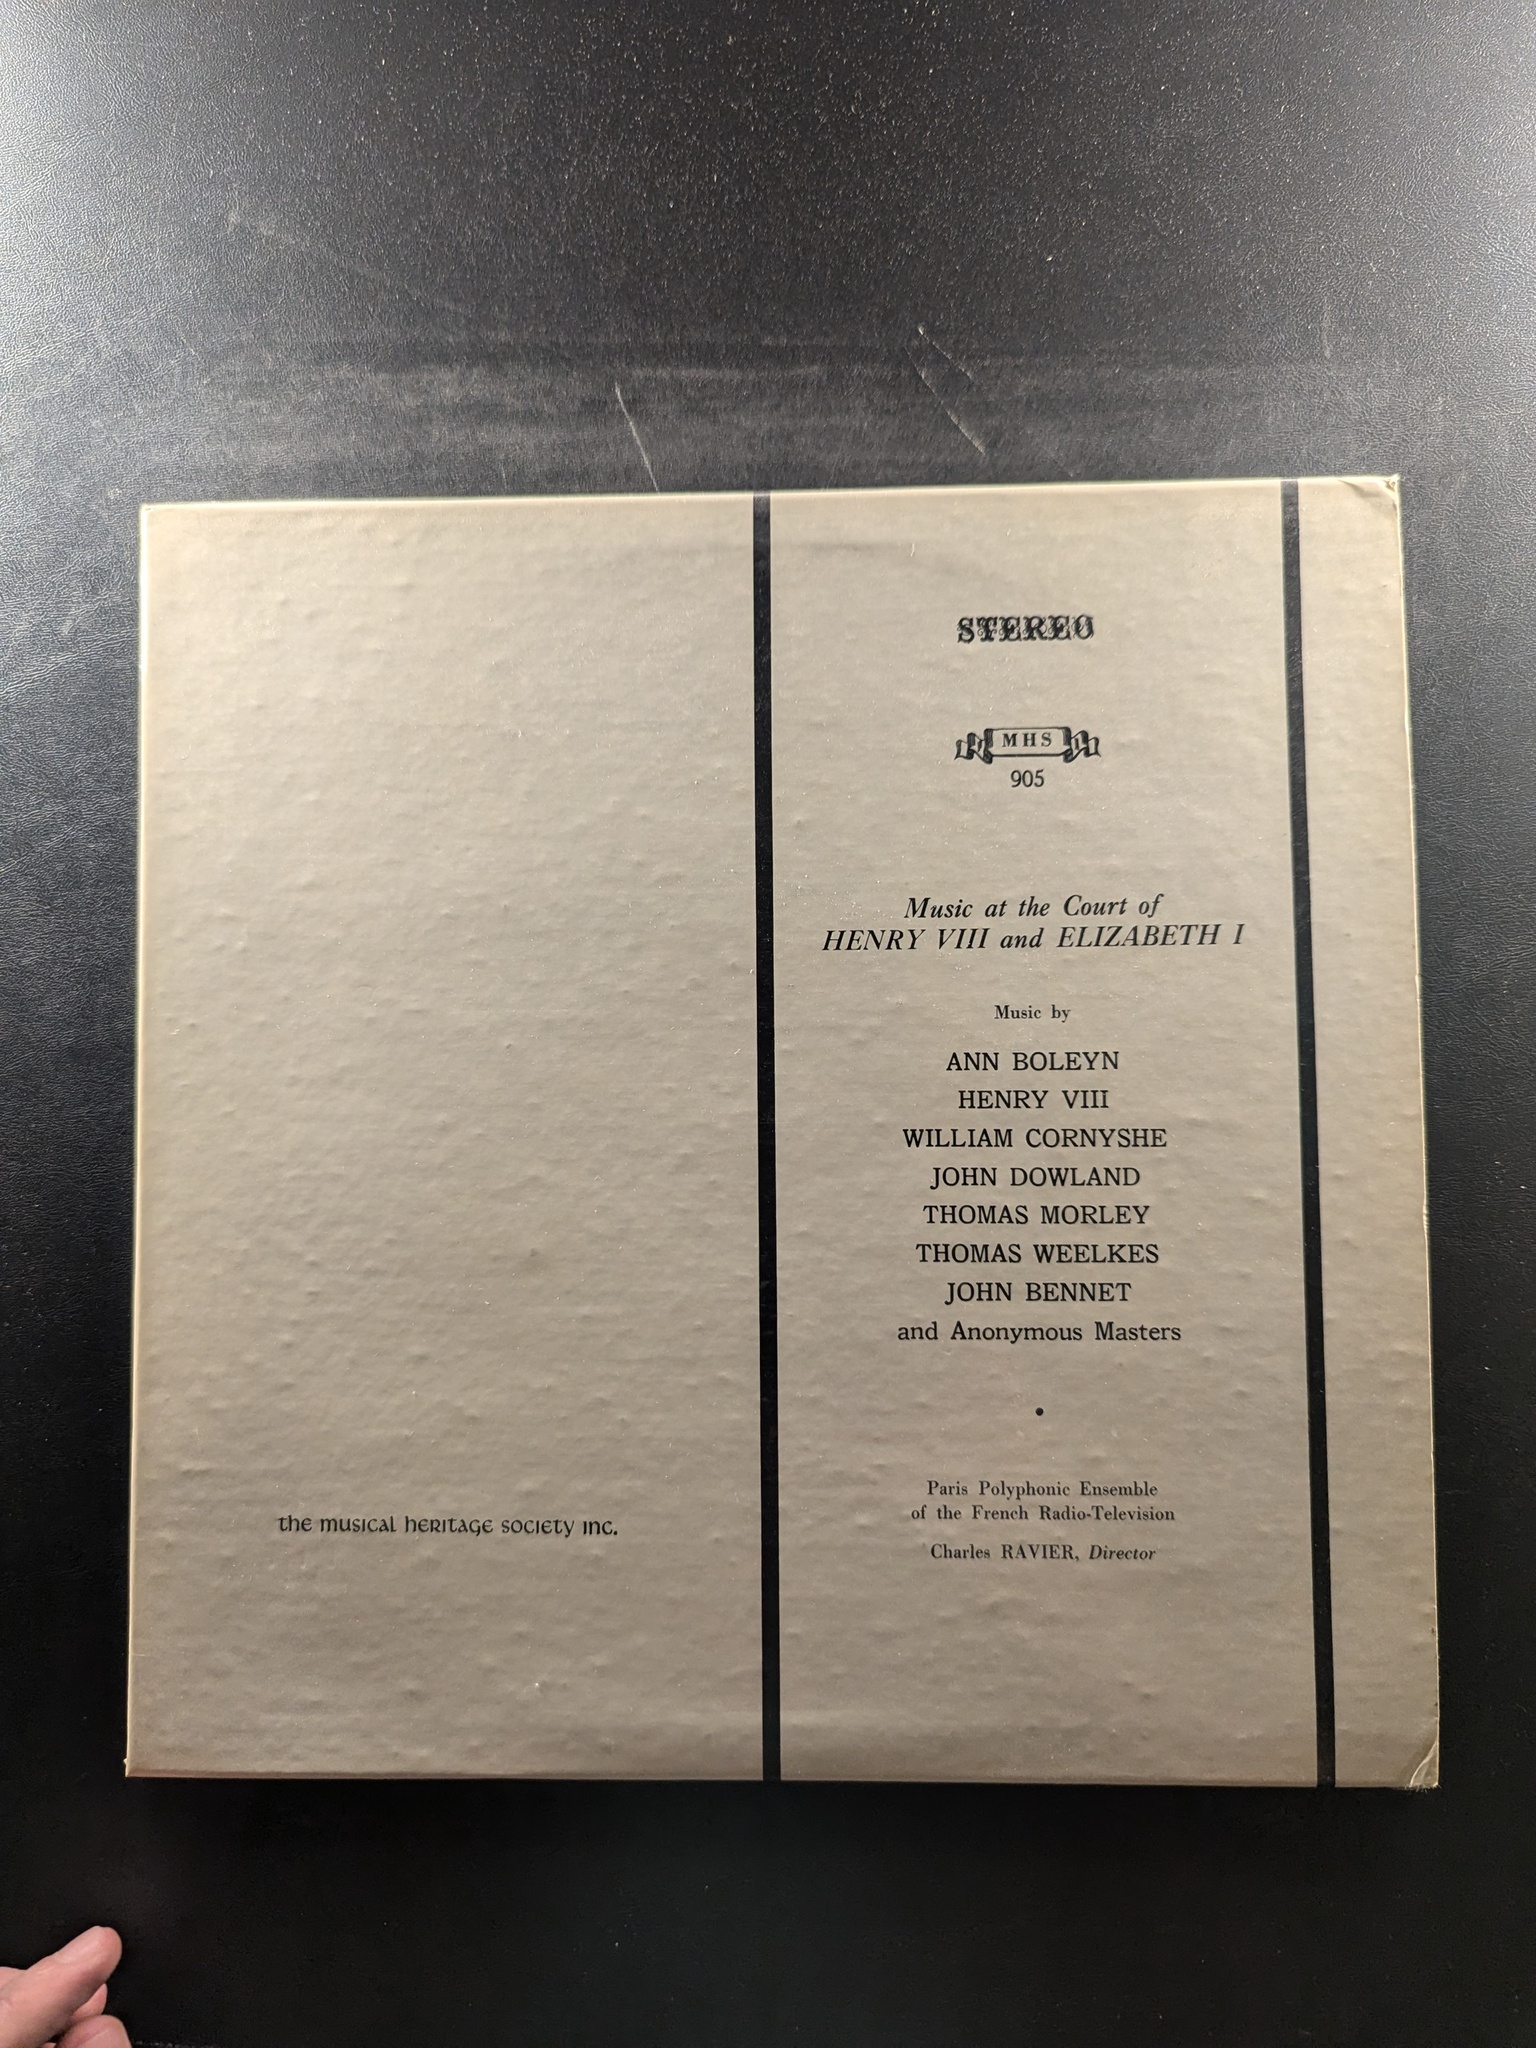 STEREO
MHS
905
Music at the Court of
HENRY VIII and ELIZABETH I
Music by
ANN BOLEYN
HENRY VIII
WILLIAM CORNYSHE
JOHN DOWLAND
THOMAS MORLEY
THOMAS WEELKES
JOHN BENNET
and Anonymous Masters
•
Paris Polyphonic Ensemble
of the French Radio-Television
Charles RAVIER, Director
the musical heritage society inc.